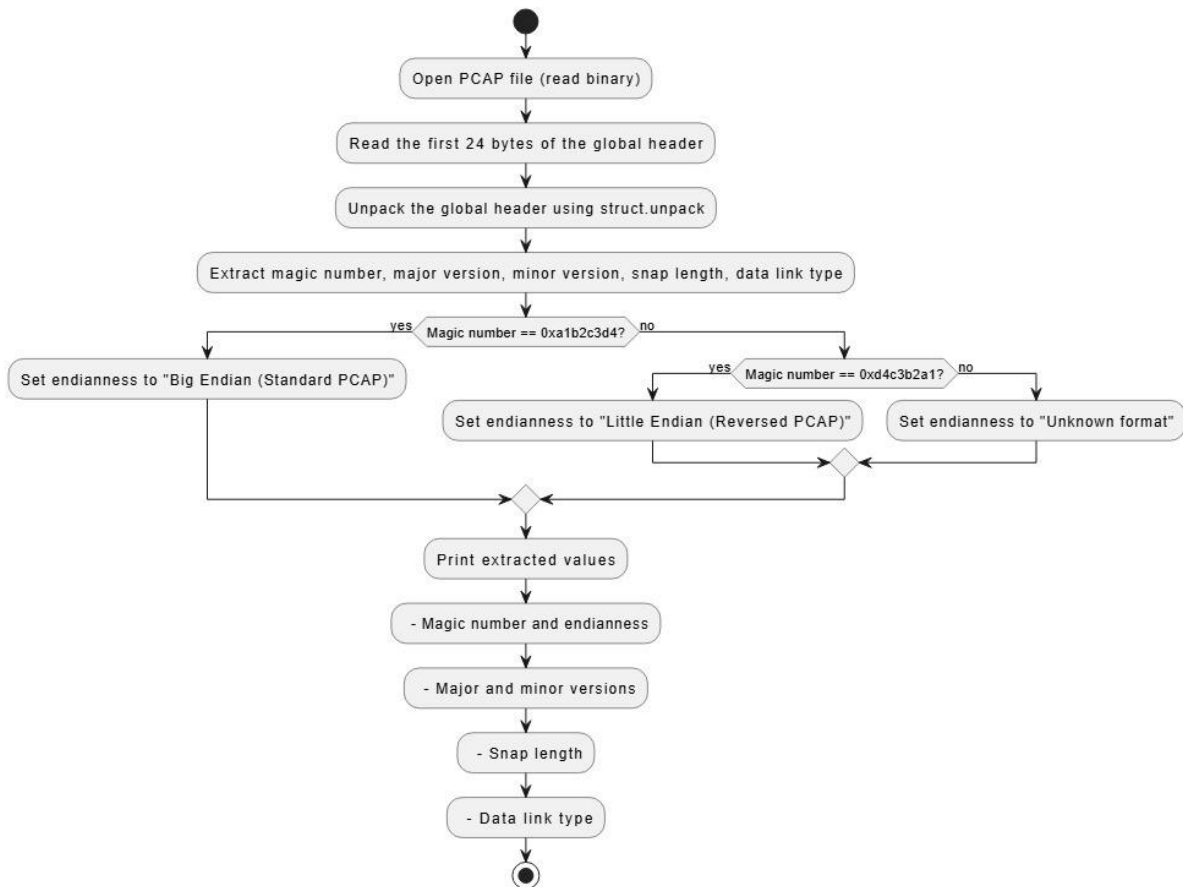 Open PCAP file (read binary)
Read the first 24 bytes of the global header
Unpack the global header using struct.unpack
Extract magic number, major version, minor version, snap length, data link type
yes
Magic number == 0xa1b2c3d4?
no
Set endianness to "Big Endian (Standard PCAP)"
yes
Magic number == 0xd4c3b2a1?
no
Set endianness to "Little Endian (Reversed PCAP)"
Set endianness to "Unknown format"
Print extracted values
- Magic number and endianness
- Major and minor versions
- Snap length
- Data link type